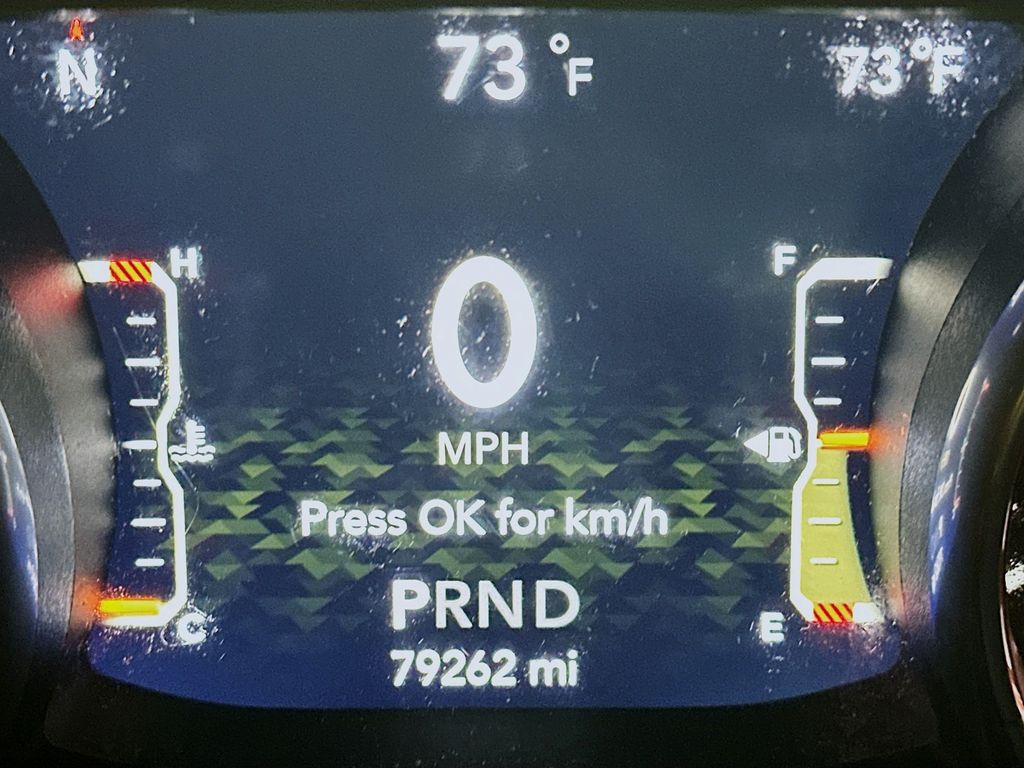 N
73 °F
73°F
H
F
0
MPH
Press OK for km/h
PRND
C
E
79262 mi